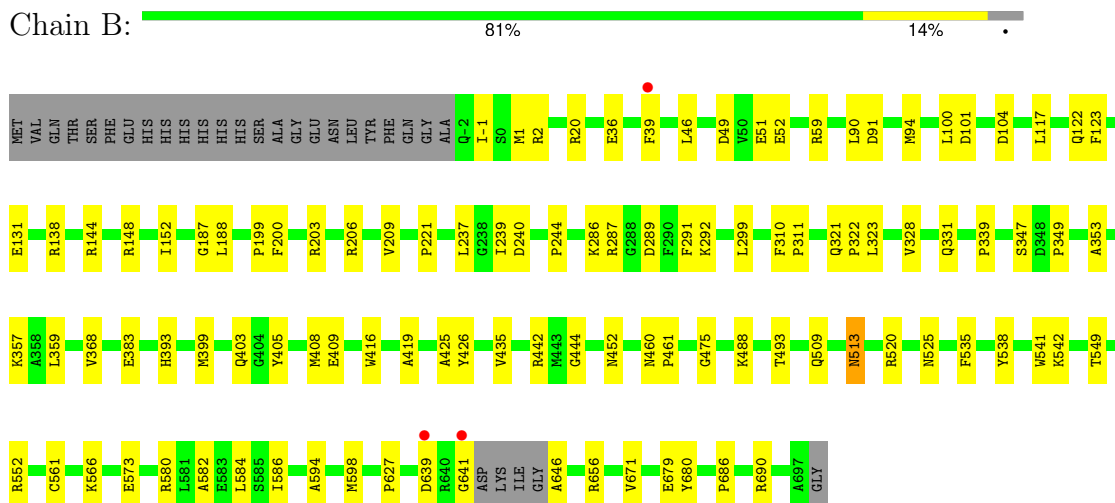 Chain B:
81% 14% •
MET VAL GLN THR SER PHE GLU HIS HIS HIS HIS HIS HIS SER ALA GLY GLU ASN LEU TYR PHE GLN GLY ALA Q-2 I-1 S0 M1 R2 R20 E36 F39 L46 D49 V50 E51 E52 R59 L90 D91 M94 L100 D101 D104 L117 Q122 F123
E131 R138 R144 R148 I152 G187 L188 P199 F200 R203 R206 V209 P221 L237 G238 I239 D240 P244 K286 R287 G288 D289 F290 F291 K292 L299 F310 P311 Q321 P322 L323 V328 Q331 P339 S347 D348 P349 A353
K357 A358 L359 V368 E383 H393 M399 Q403 G404 Y405 M408 E409 W416 A419 A425 Y426 V435 R442 M443 G444 N452 N460 P461 G475 K488 T493 Q509 N513 R520 N525 F535 Y538 W541 K542 T549
R552 C561 K566 E573 R580 L581 A582 E583 L584 S585 I586 A594 M598 P627 D639 R640 G641 ASP LYS ILE GLY A646 R656 V671 E679 Y680 P686 R690 A697 GLY